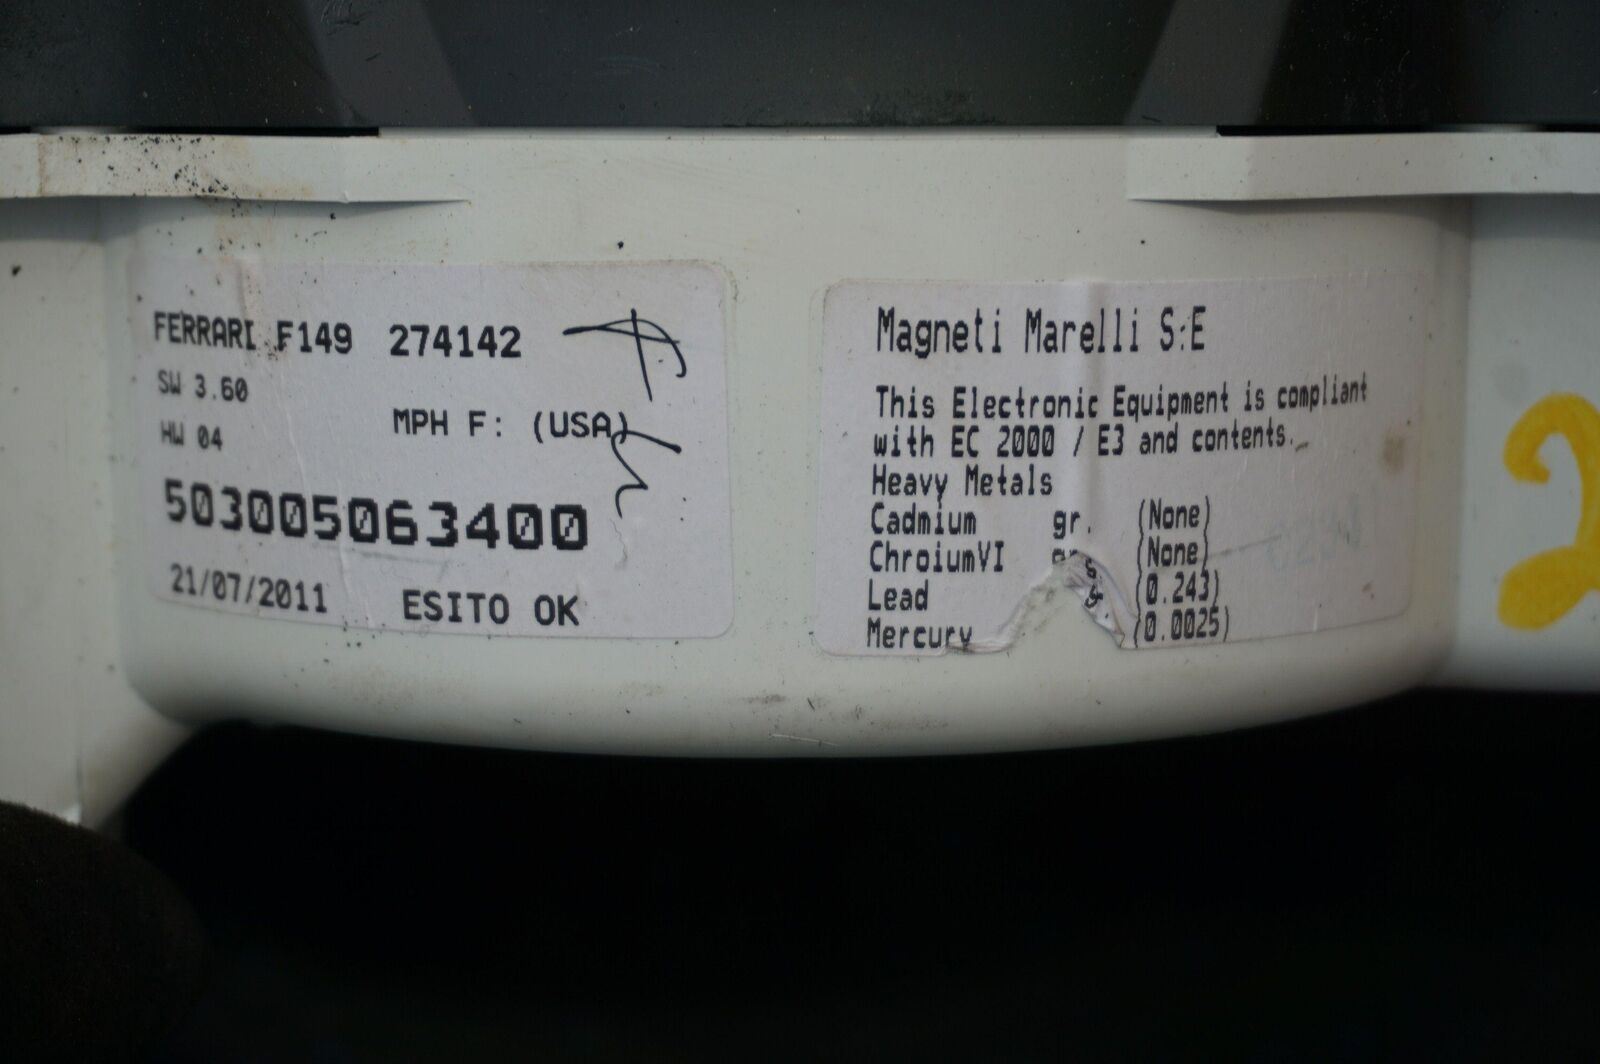 FERRARI F149 274142
SW 3.60
HW 04
MPH F: (USA)
503005063400
21/07/2011 ESITO OK
Magneti Marelli S.E
This Electronic Equipment is compliant
with EC 2000 / E3 and contents.
Heavy Metals
Cadmium gr. (None)
ChroiumVI gr (None)
Lead (0.243)
Mercury (0.0025)
2